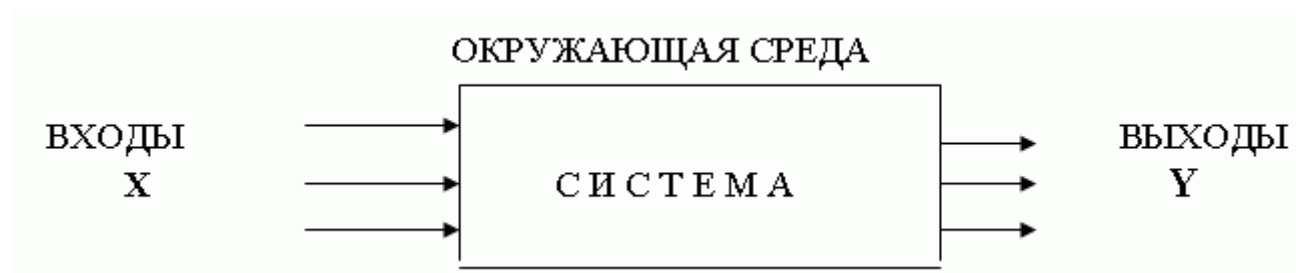 ОКРУЖАЮЩАЯ СРЕДА
ВХОДЫ
X
С И С Т Е М А
ВЫХОДЫ
Y